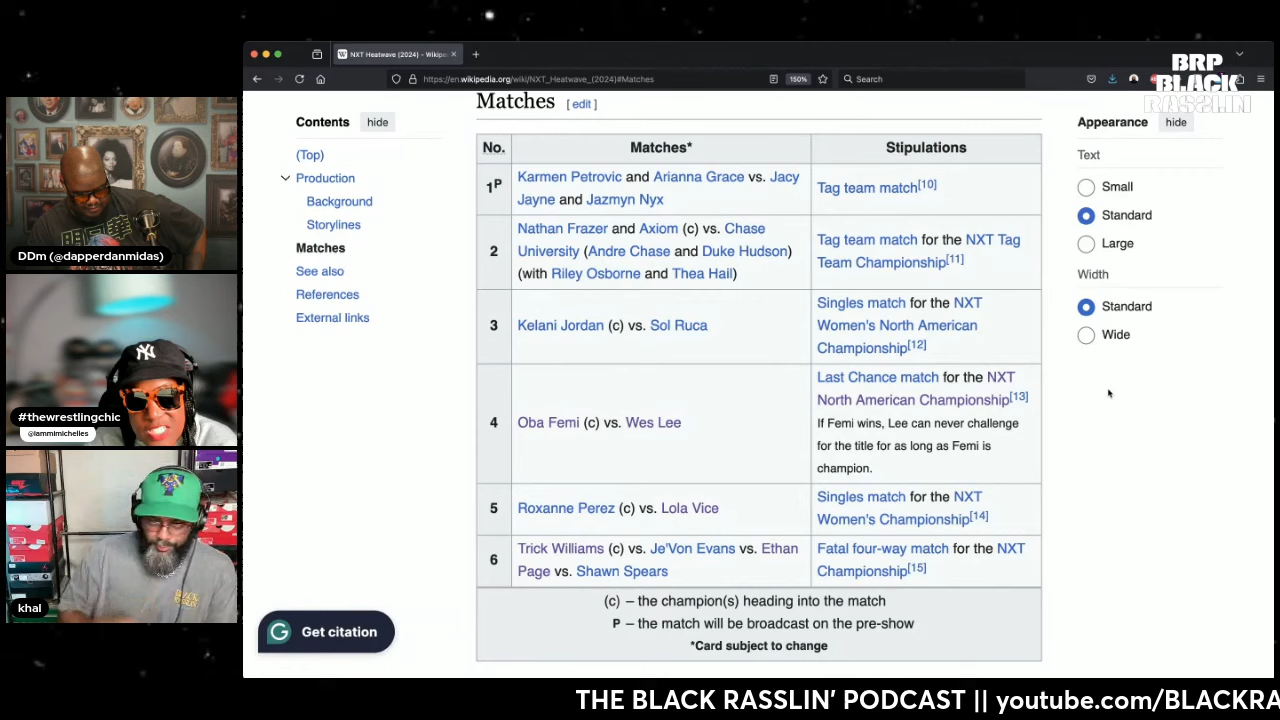 NXT Heatwave (2024) – Wikipe
https://en.wikipedia.org/wiki/NXT_Heatwave_(2024)#Matches
150%
Search
BRP
BLACK
RASSLIN
Contents hide
(Top)
Production
Background
Storylines
Matches
See also
References
External links
Matches [ edit ]
No. Matches* Stipulations
1P Karmen Petrovic and Arianna Grace vs. Jacy
Jayne and Jazmyn Nyx
Tag team match[10]
2 Nathan Frazer and Axiom (c) vs. Chase
University (Andre Chase and Duke Hudson)
(with Riley Osborne and Thea Hail)
Tag team match for the NXT Tag
Team Championship[11]
3 Kelani Jordan (c) vs. Sol Ruca
Singles match for the NXT
Women's North American
Championship[12]
4 Oba Femi (c) vs. Wes Lee
Last Chance match for the NXT
North American Championship[13]
If Femi wins, Lee can never challenge
for the title for as long as Femi is
champion.
5 Roxanne Perez (c) vs. Lola Vice
Singles match for the NXT
Women's Championship[14]
6 Trick Williams (c) vs. Je'Von Evans vs. Ethan
Page vs. Shawn Spears
Fatal four-way match for the NXT
Championship[15]
(c) – the champion(s) heading into the match
P – the match will be broadcast on the pre-show
*Card subject to change
Appearance hide
Text
Small
Standard
Large
Width
Standard
Wide
Get citation
DDm (@dapperdanmidas)
#thewrestlingchic
@iammimichelles
khal
THE BLACK RASSLIN' PODCAST || youtube.com/BLACKRA